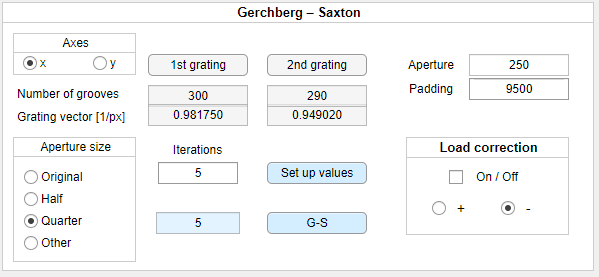 Gerchberg – Saxton
Axes
x y
1st grating 2nd grating
Aperture 250
Padding 9500
Number of grooves 300 290
Grating vector [1/px] 0.981750 0.949020
Aperture size
Original
Half
Quarter
Other
Iterations
5 Set up values
5 G-S
Load correction
On / Off
+ -